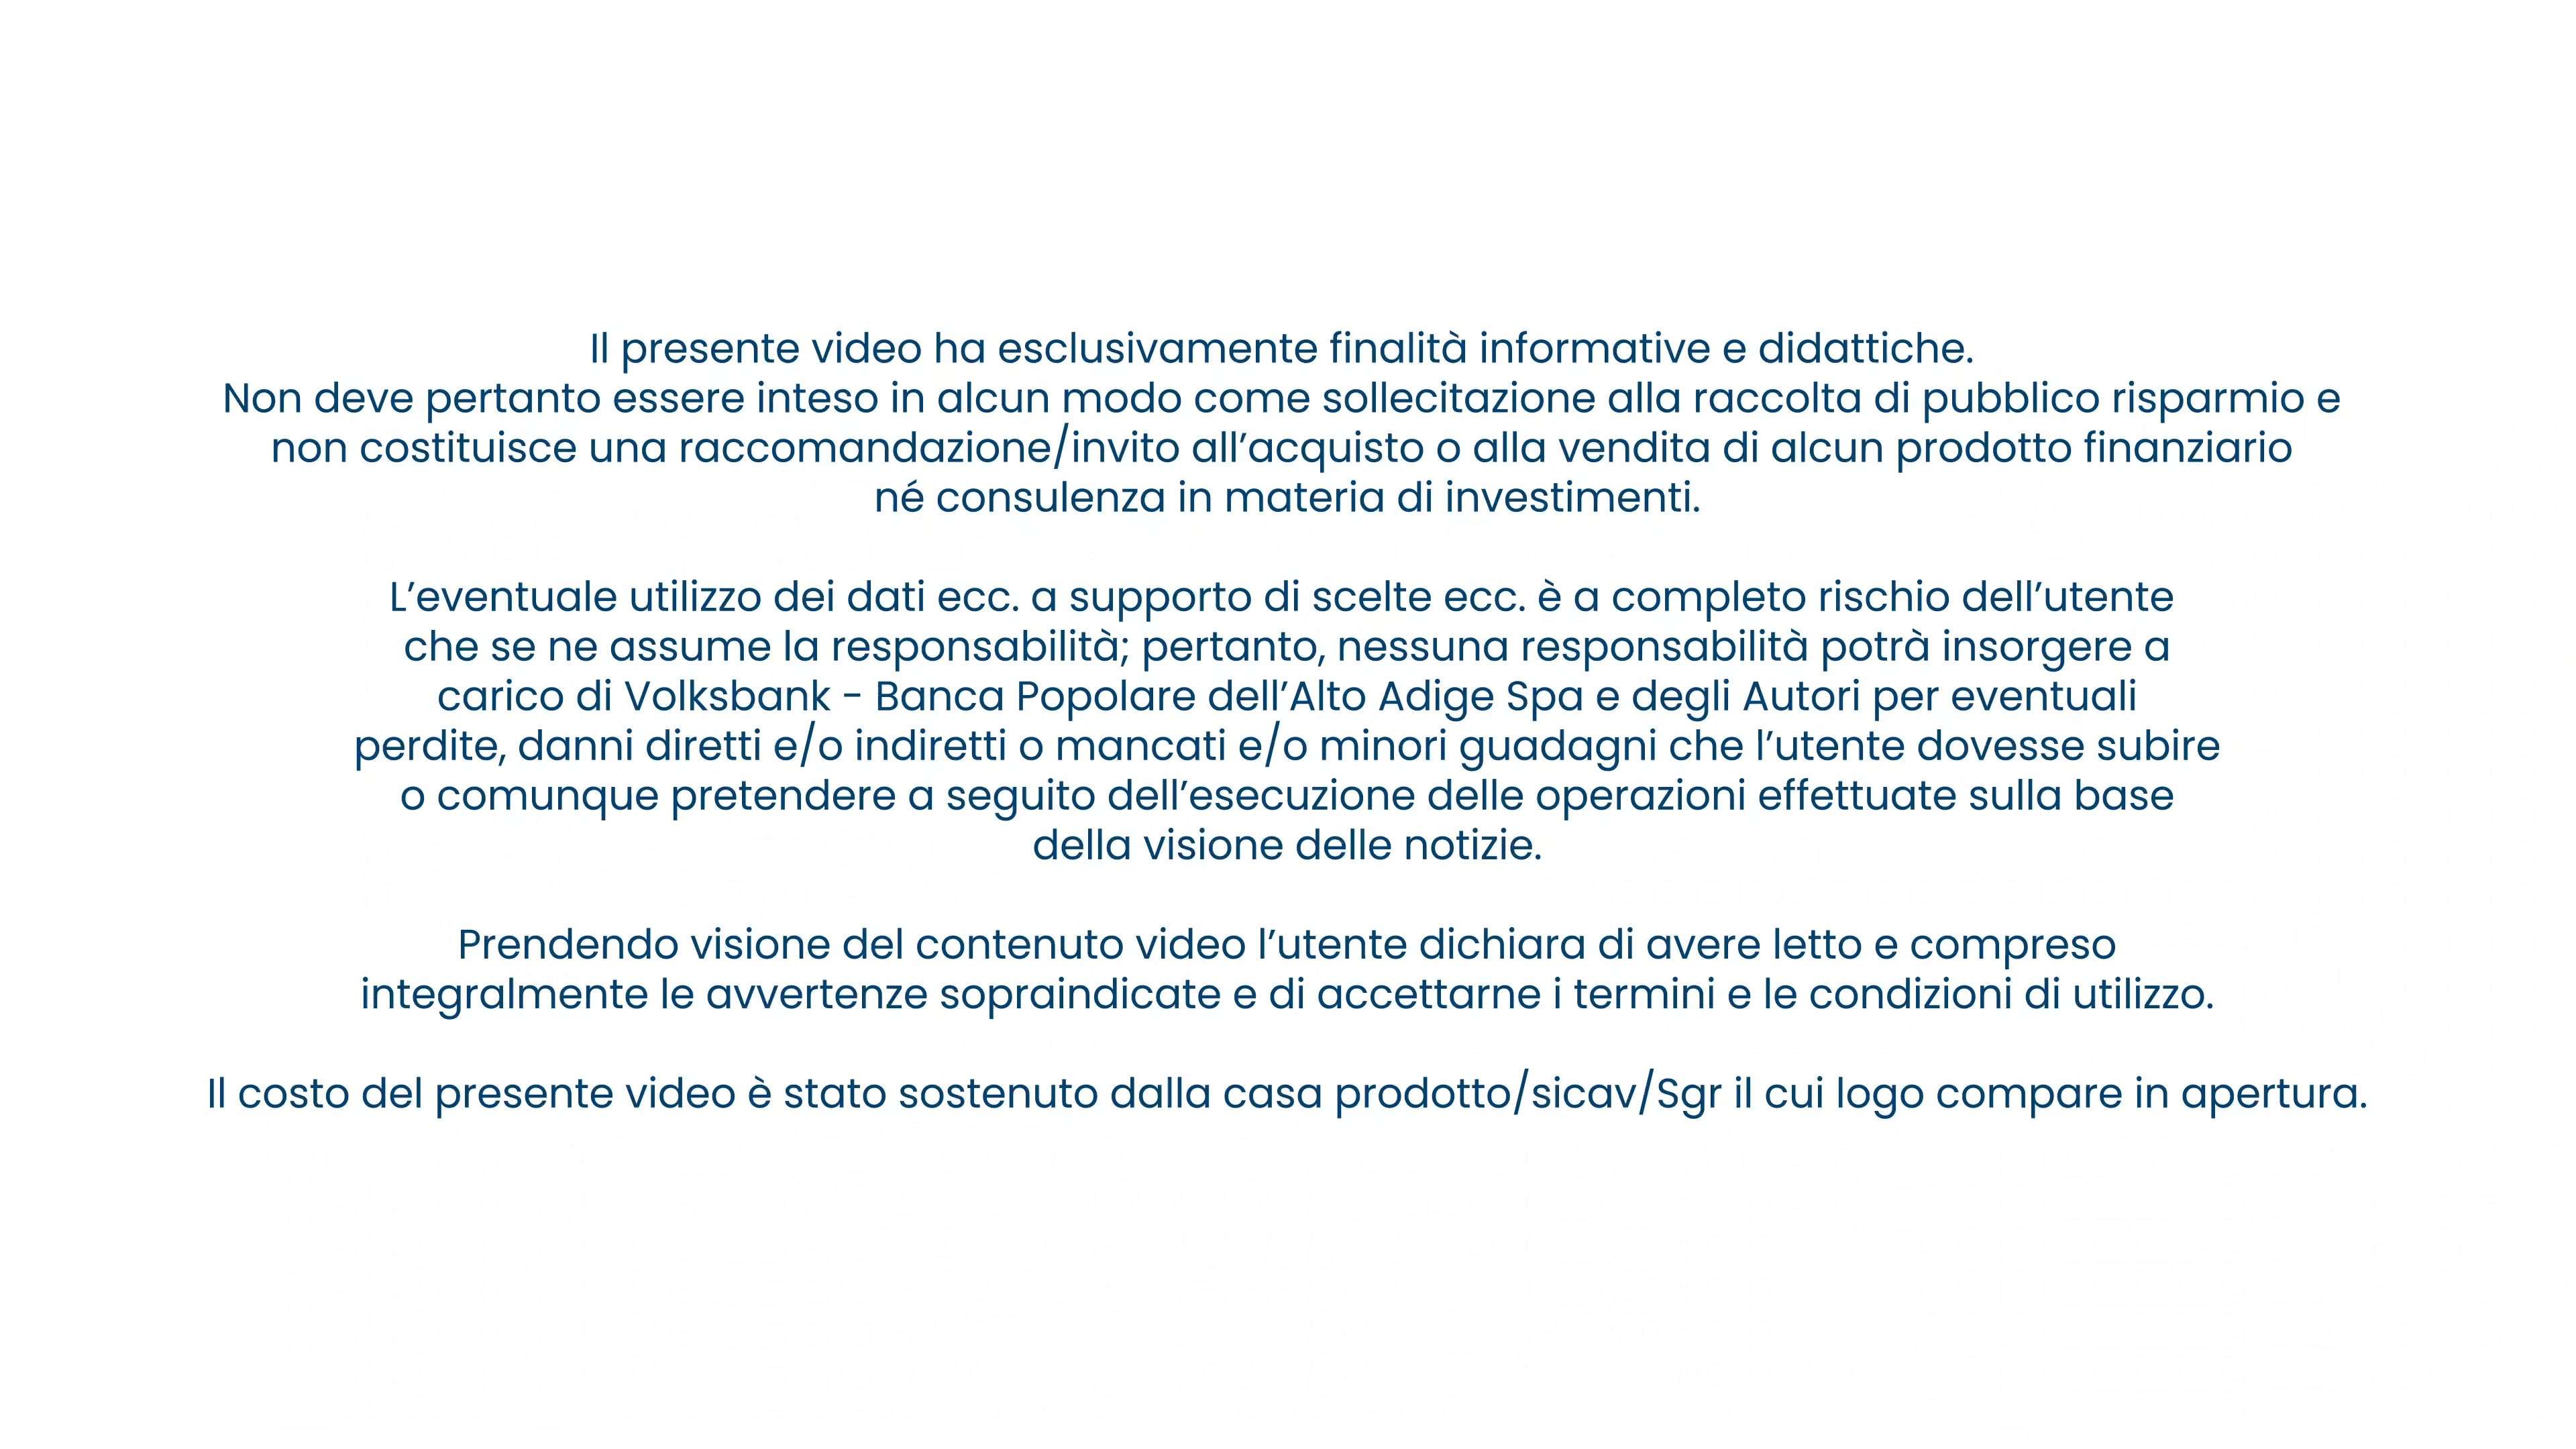 Il presente video ha esclusivamente finalità informative e didattiche.
Non deve pertanto essere inteso in alcun modo come sollecitazione alla raccolta di pubblico risparmio e
non costituisce una raccomandazione/invito all’acquisto o alla vendita di alcun prodotto finanziario
né consulenza in materia di investimenti.
L’eventuale utilizzo dei dati ecc. a supporto di scelte ecc. è a completo rischio dell’utente
che se ne assume la responsabilità; pertanto, nessuna responsabilità potrà insorgere a
carico di Volksbank - Banca Popolare dell’Alto Adige Spa e degli Autori per eventuali
perdite, danni diretti e/o indiretti o mancati e/o minori guadagni che l’utente dovesse subire
o comunque pretendere a seguito dell’esecuzione delle operazioni effettuate sulla base
della visione delle notizie.
Prendendo visione del contenuto video l’utente dichiara di avere letto e compreso
integralmente le avvertenze sopraindicate e di accettarne i termini e le condizioni di utilizzo.
Il costo del presente video è stato sostenuto dalla casa prodotto/sicav/Sgr il cui logo compare in apertura.